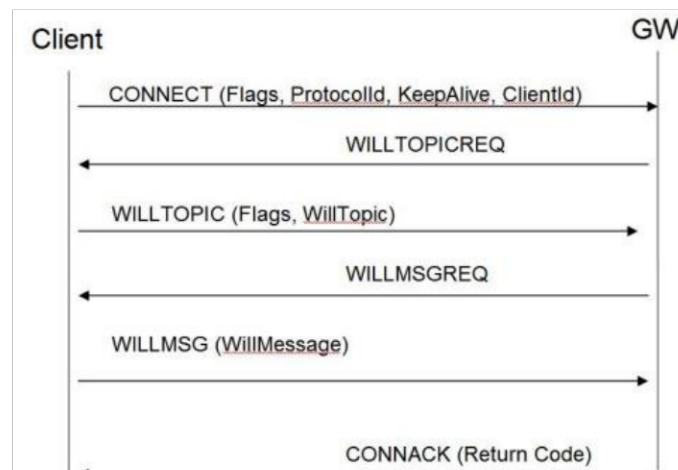 Client
GW
CONNECT (Flags, ProtocolId, KeepAlive, ClientId)
WILLTOPICREQ
WILLTOPIC (Flags, WillTopic)
WILLMSGREQ
WILLMSG (WillMessage)
CONNACK (Return Code)